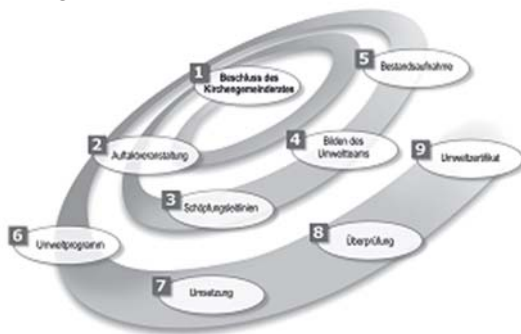 1
Beschluss des
Kirchengemeinderates
2
Auftaktveranstaltung
3
Schöpfungsleitlinien
4
Bilden des
Umweltteams
5
Bestandsaufnahme
6
Umweltprogramm
7
Umsetzung
8
Überprüfung
9
Umweltzertifikat